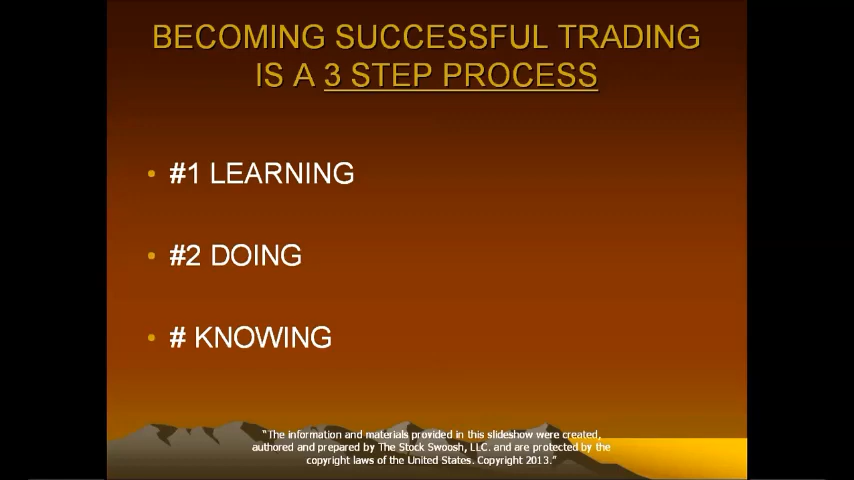 BECOMING SUCCESSFUL TRADING
IS A 3 STEP PROCESS
• #1 LEARNING
• #2 DOING
• # KNOWING
“The information and materials provided in this slideshow were created,
authored and prepared by The Stock Swoosh, LLC. and are protected by the
copyright laws of the United States. Copyright 2013.”